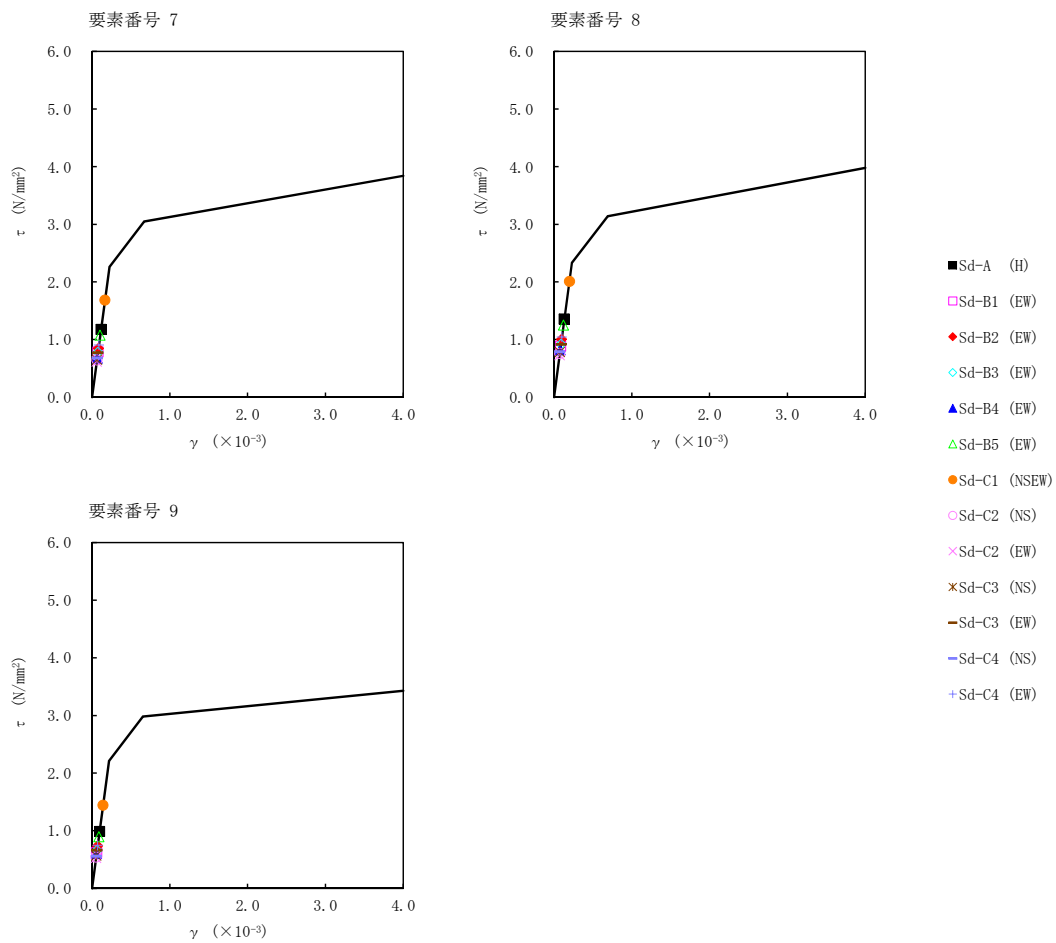 要素番号 7
6.0
5.0
4.0
3.0
2.0
1.0
0.0
τ (N/mm²)
0.0 1.0 2.0 3.0 4.0
γ (×10⁻³)
要素番号 8
6.0
5.0
4.0
3.0
2.0
1.0
0.0
τ (N/mm²)
0.0 1.0 2.0 3.0 4.0
γ (×10⁻³)
要素番号 9
6.0
5.0
4.0
3.0
2.0
1.0
0.0
τ (N/mm²)
0.0 1.0 2.0 3.0 4.0
γ (×10⁻³)
Sd-A (H)
Sd-B1 (EW)
Sd-B2 (EW)
Sd-B3 (EW)
Sd-B4 (EW)
Sd-B5 (EW)
Sd-C1 (NSEW)
Sd-C2 (NS)
Sd-C2 (EW)
Sd-C3 (NS)
Sd-C3 (EW)
Sd-C4 (NS)
Sd-C4 (EW)